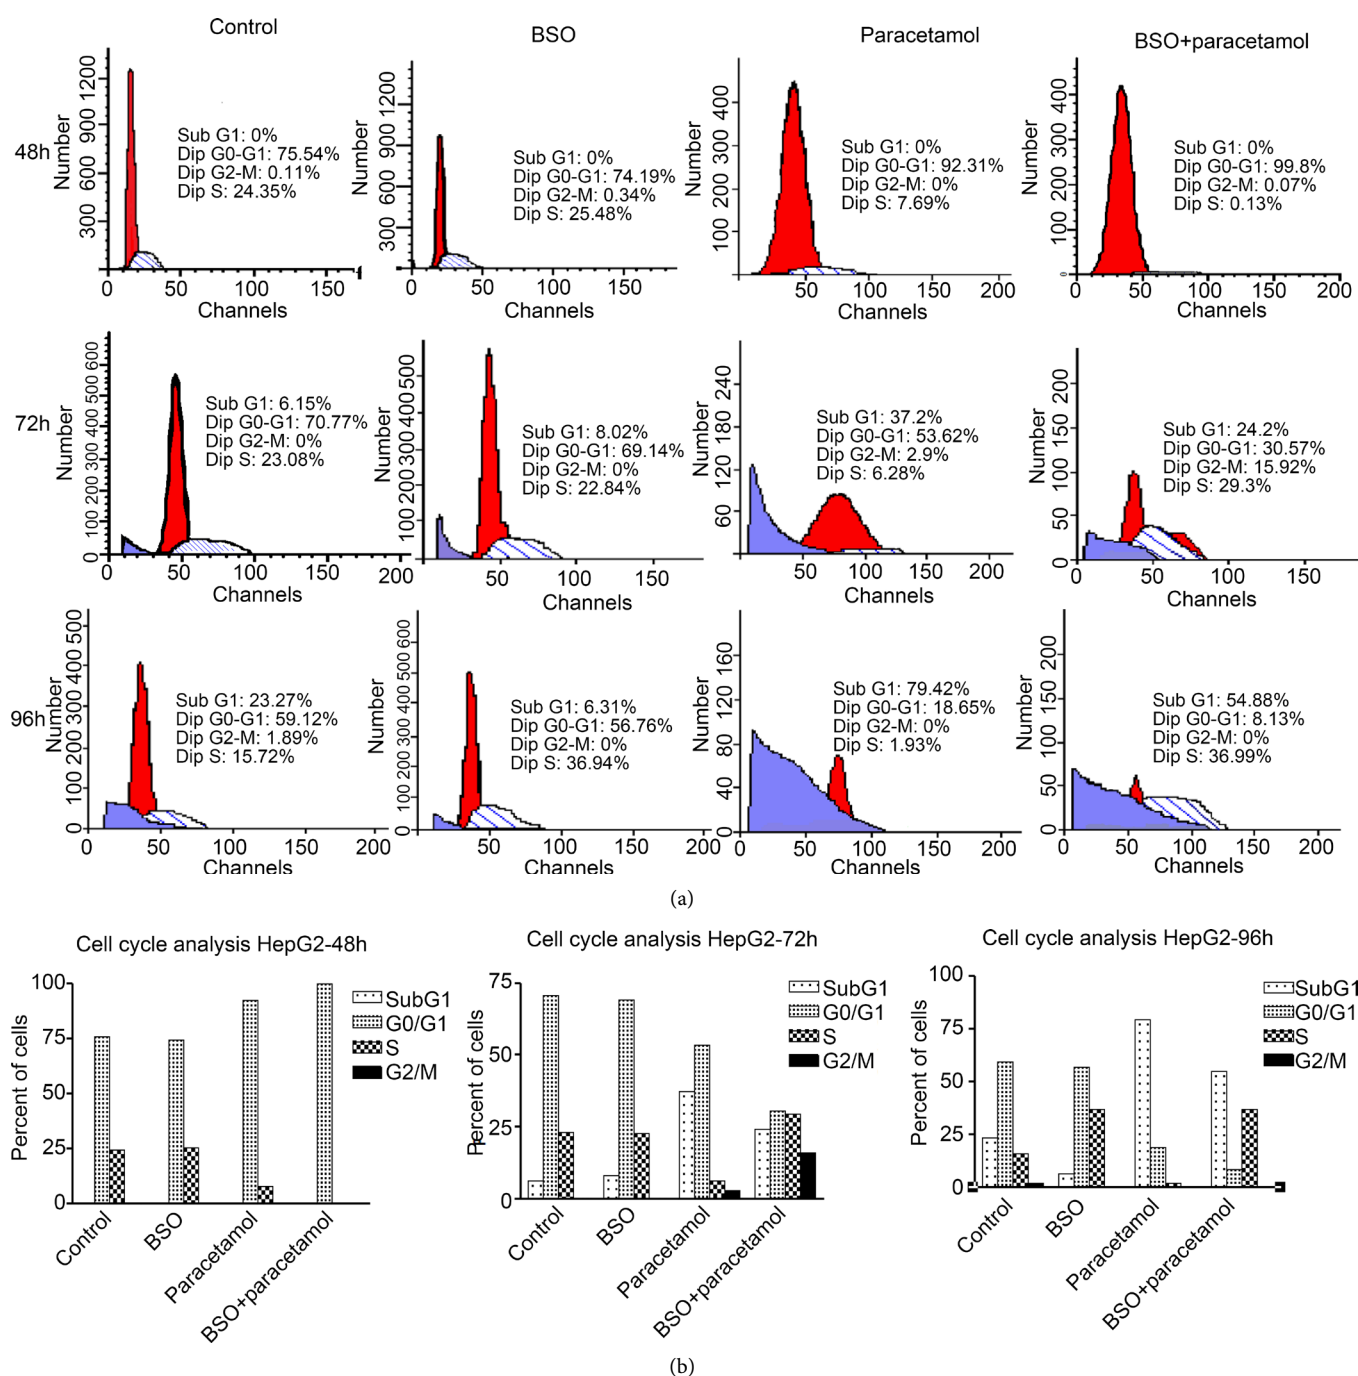 Control
BSO
Paracetamol
BSO+paracetamol
48h
Number
1200
900
600
300
Sub G1: 0%
Dip G0-G1: 75.54%
Dip G2-M: 0.11%
Dip S: 24.35%
0 50 100 150
Channels
Number
1200
900
600
300
0
Sub G1: 0%
Dip G0-G1: 74.19%
Dip G2-M: 0.34%
Dip S: 25.48%
0 50 100 150
Channels
Number
400
300
200
100
Sub G1: 0%
Dip G0-G1: 92.31%
Dip G2-M: 0%
Dip S: 7.69%
0 50 100 150 200
Channels
Number
400
300
200
100
0
Sub G1: 0%
Dip G0-G1: 99.8%
Dip G2-M: 0.07%
Dip S: 0.13%
0 50 100 150 200
Channels
72h
Number
600
500
400
300
200
100
0
Sub G1: 6.15%
Dip G0-G1: 70.77%
Dip G2-M: 0%
Dip S: 23.08%
0 50 100 150 200
Channels
Number
500
400
300
200
100
0
Sub G1: 8.02%
Dip G0-G1: 69.14%
Dip G2-M: 0%
Dip S: 22.84%
0 50 100 150
Channels
Number
240
180
120
60
Sub G1: 37.2%
Dip G0-G1: 53.62%
Dip G2-M: 2.9%
Dip S: 6.28%
50 100 150 200
Channels
Number
200
150
100
50
0
Sub G1: 24.2%
Dip G0-G1: 30.57%
Dip G2-M: 15.92%
Dip S: 29.3%
0 50 100 150
Channels
96h
Number
500
400
300
200
100
0
Sub G1: 23.27%
Dip G0-G1: 59.12%
Dip G2-M: 1.89%
Dip S: 15.72%
0 50 100 150 200
Channels
Number
600
500
400
300
200
100
0
Sub G1: 6.31%
Dip G0-G1: 56.76%
Dip G2-M: 0%
Dip S: 36.94%
0 50 100 150 200
Channels
Number
160
120
80
40
0
Sub G1: 79.42%
Dip G0-G1: 18.65%
Dip G2-M: 0%
Dip S: 1.93%
0 50 100 150 200
Channels
Number
200
150
100
50
0
Sub G1: 54.88%
Dip G0-G1: 8.13%
Dip G2-M: 0%
Dip S: 36.99%
0 50 100 150
Channels
(a)
Cell cycle analysis HepG2-48h
Percent of cells
100
75
50
25
0
SubG1
G0/G1
S
G2/M
Control
BSO
Paracetamol
BSO+paracetamol
Cell cycle analysis HepG2-72h
Percent of cells
75
50
25
0
SubG1
G0/G1
S
G2/M
Control
BSO
Paracetamol
BSO+paracetamol
Cell cycle analysis HepG2-96h
Percent of cells
100
75
50
25
0
SubG1
G0/G1
S
G2/M
Control
BSO
Paracetamol
BSO+paracetamol
(b)